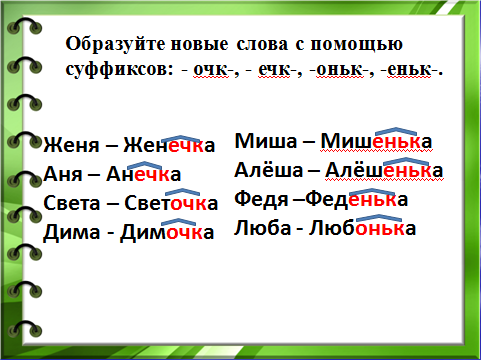 Образуйте новые слова с помощью
суффиксов: - очк-, - ечк-, -оньк-, -еньк-.
Женя – Женечка
Аня – Анечка
Света – Светочка
Дима - Димочка
Миша – Мишенька
Алёша – Алёшенька
Федя –Феденька
Люба - Любонька